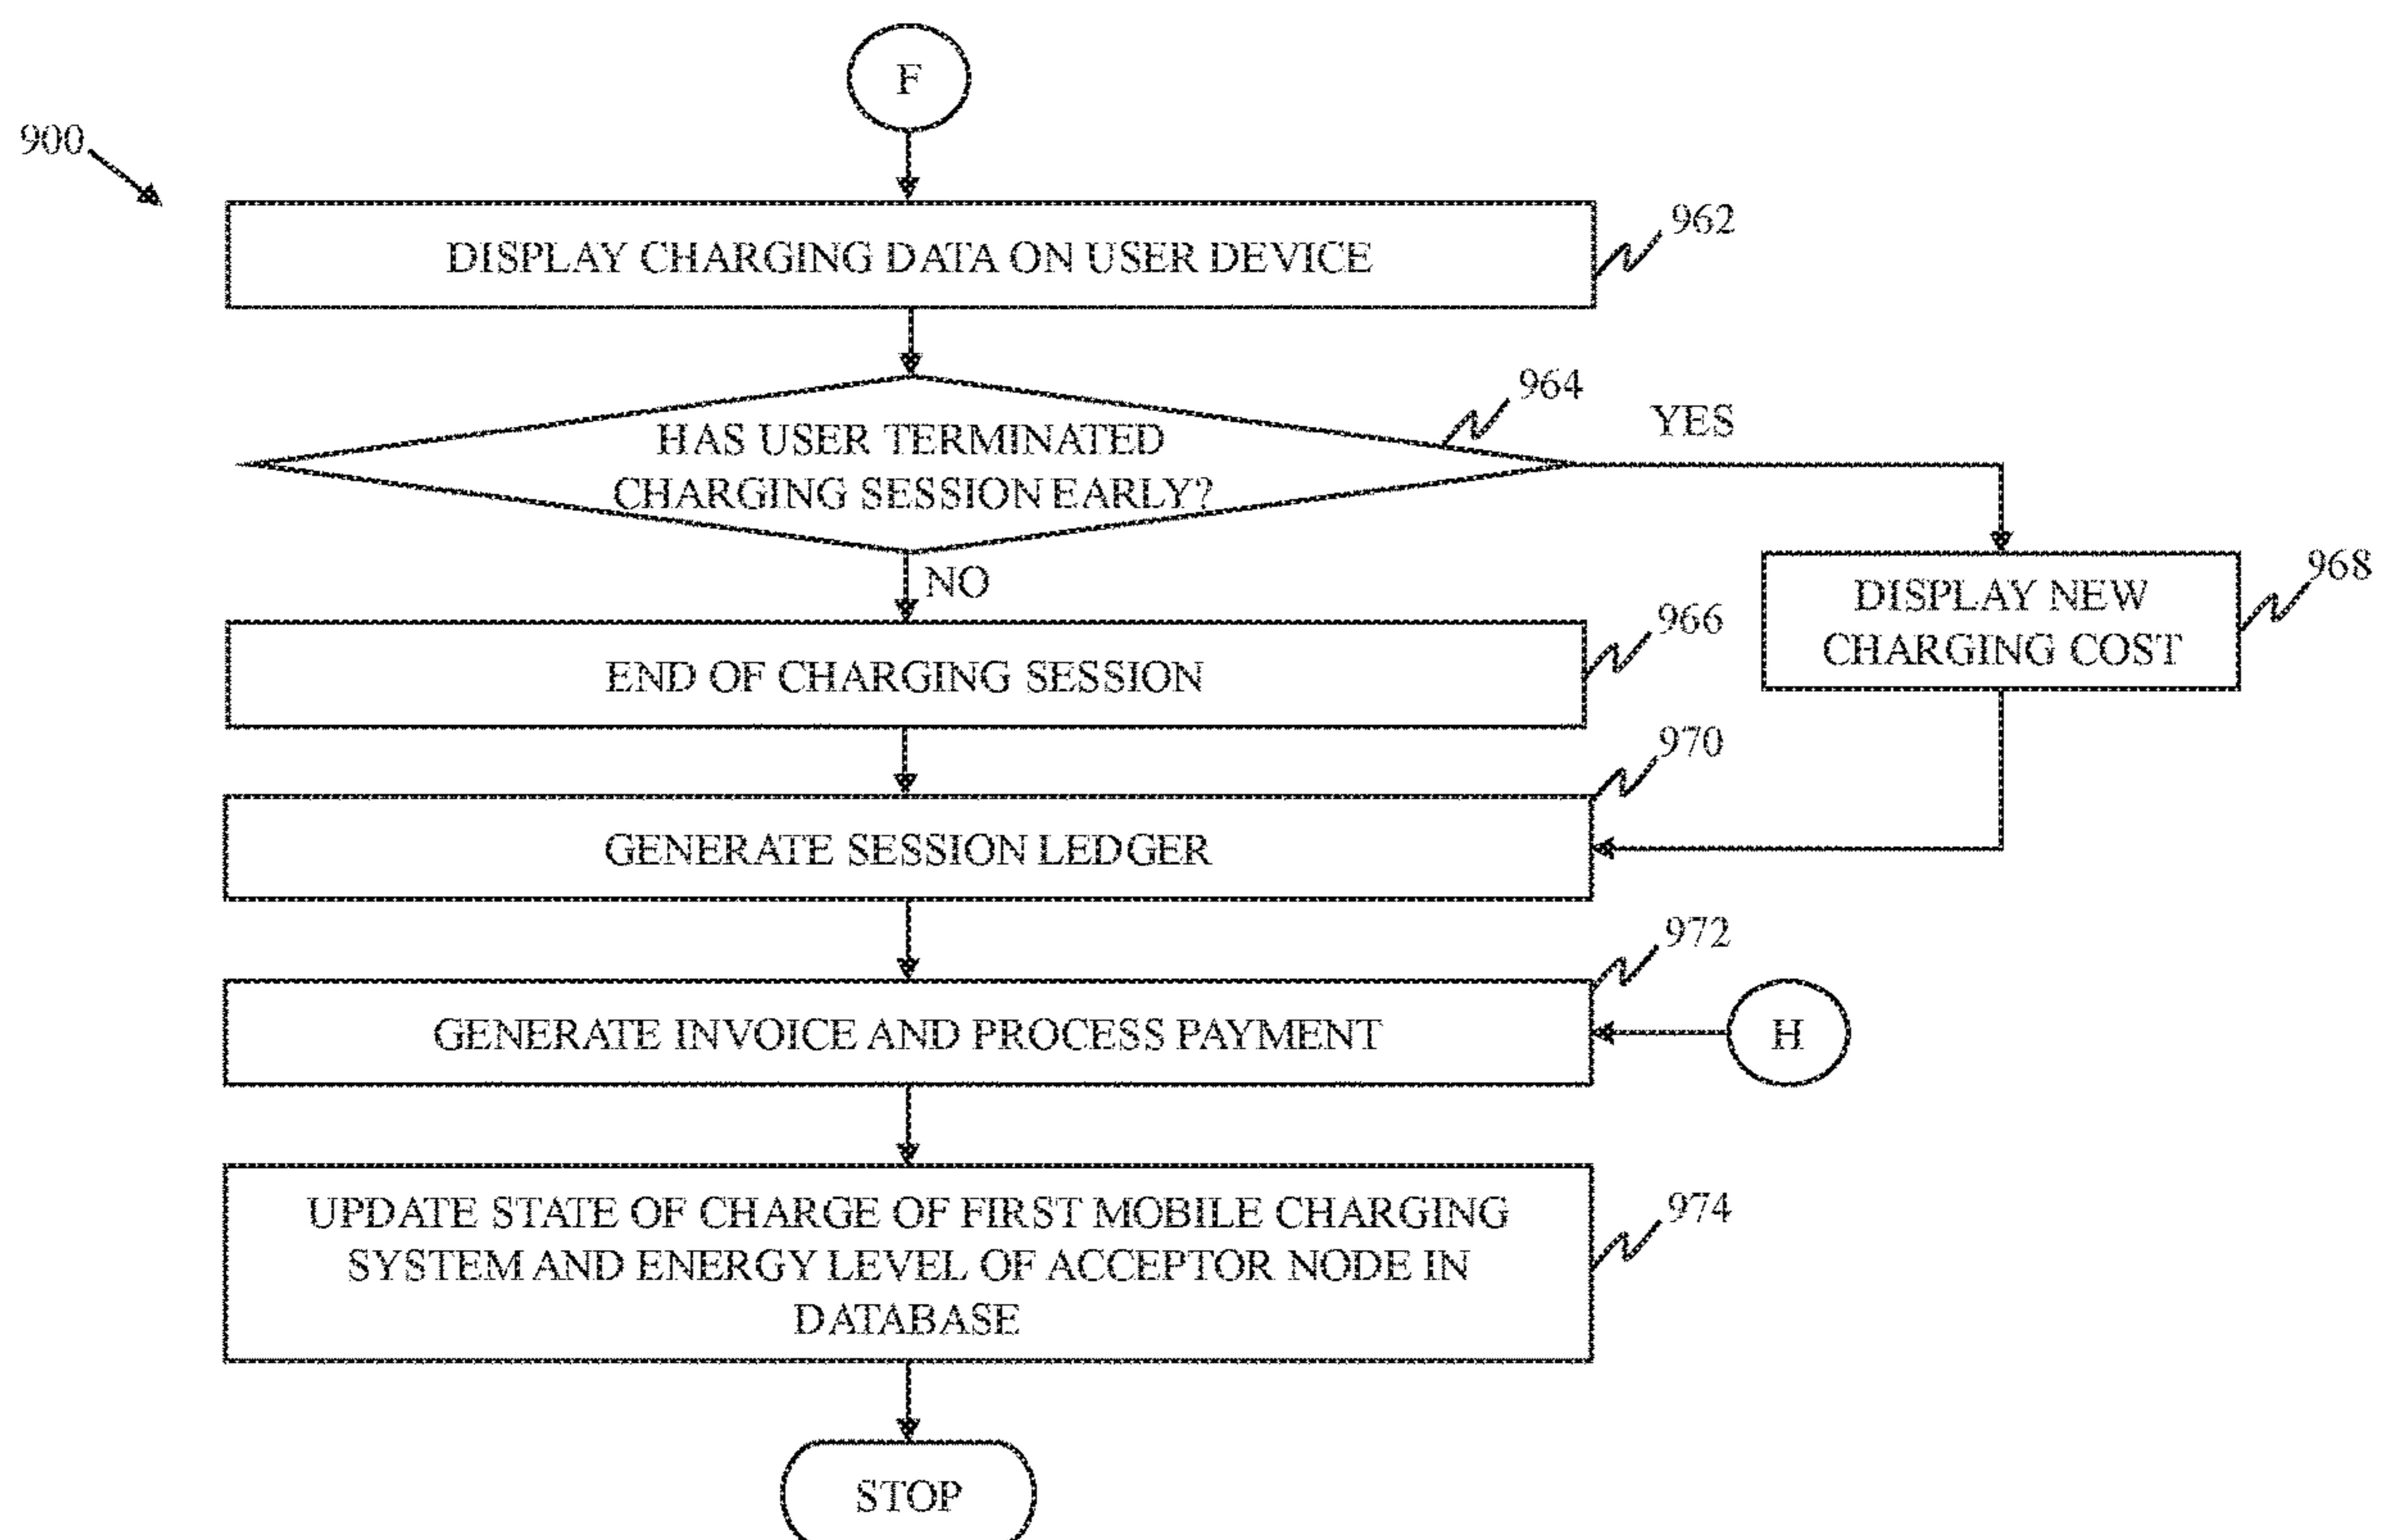 F
900
962
DISPLAY CHARGING DATA ON USER DEVICE
964
YES
HAS USER TERMINATED
CHARGING SESSION EARLY?
NO
968
DISPLAY NEW
CHARGING COST
966
END OF CHARGING SESSION
970
GENERATE SESSION LEDGER
972
GENERATE INVOICE AND PROCESS PAYMENT
H
974
UPDATE STATE OF CHARGE OF FIRST MOBILE CHARGING
SYSTEM AND ENERGY LEVEL OF ACCEPTOR NODE IN
DATABASE
STOP